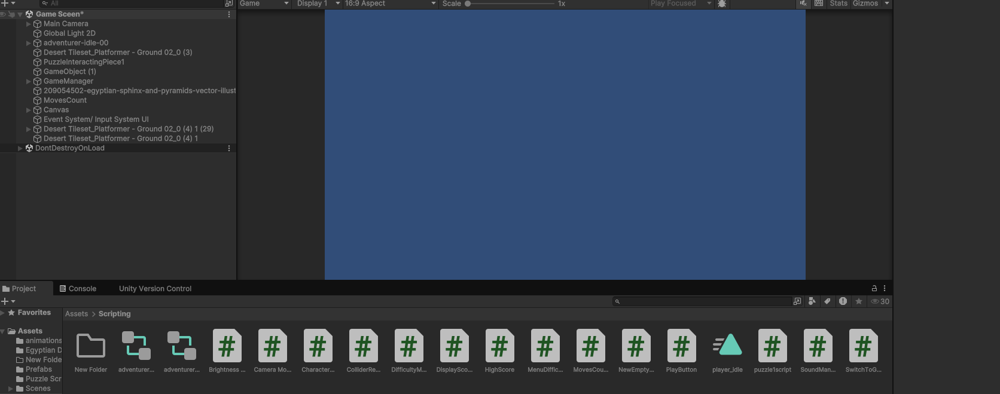 All
Game
Display 1
16:9 Aspect
Scale
1x
Play Focused
Stats
Gizmos
Game Sceen*
Main Camera
Global Light 2D
adventurer-idle-00
Desert Tileset_Platformer - Ground 02_0 (3)
PuzzleInteractingPiece1
GameObject (1)
GameManager
209054502-egyptian-sphinx-and-pyramids-vector-illust
MovesCount
Canvas
Event System/ Input System UI
Desert Tileset_Platformer - Ground 02_0 (4) 1 (29)
Desert Tileset_Platformer - Ground 02_0 (4) 1
DontDestroyOnLoad
Project
Console
Unity Version Control
30
Favorites
Assets > Scripting
Assets
animations
Egyptian D
New Folde
Prefabs
Puzzle Scr
Scenes
New Folder
adventurer...
adventurer...
Brightness ...
Camera Mo...
Character...
ColliderRe...
DifficultyM...
DisplaySco...
HighScore
MenuDiffic...
MovesCou...
NewEmpty...
PlayButton
player_idle
puzzle1script
SoundMan...
SwitchToG...